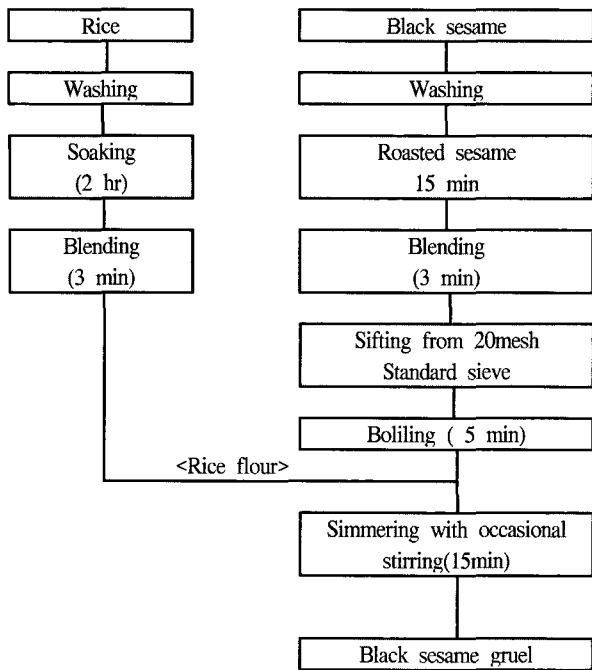 Rice
Washing
Soaking
(2 hr)
Blending
(3 min)
Black sesame
Washing
Roasted sesame
15 min
Blending
(3 min)
Sifting from 20mesh
Standard sieve
Boliling ( 5 min)
<Rice flour>
Simmering with occasional
stirring(15min)
Black sesame gruel